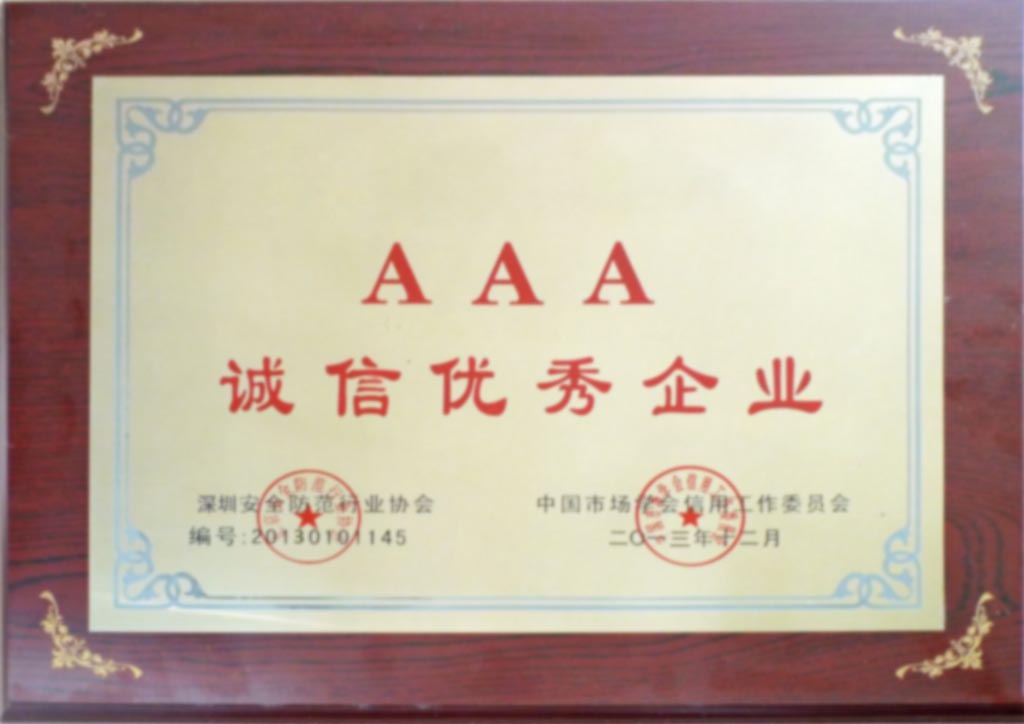 AAA
诚信优秀企业
深圳安全防范行业协会
中国市场学会信用工作委员会
编号:20130101145
二〇一三年十二月